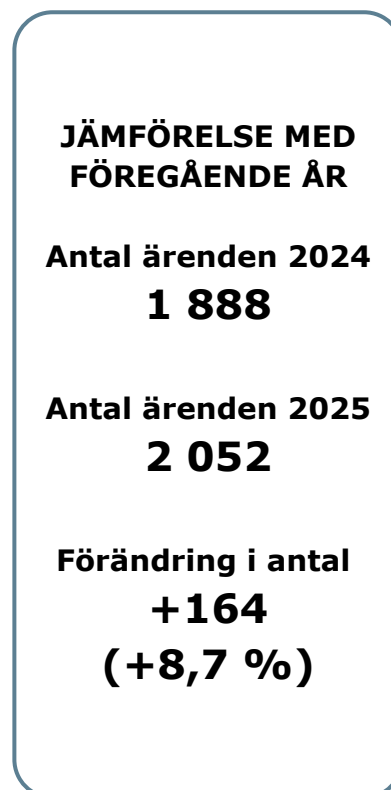 JÄMFÖRELSE MED
FÖREGÅENDE ÅR
Antal ärenden 2024
1 888
Antal ärenden 2025
2 052
Förändring i antal
+164
(+8,7 %)